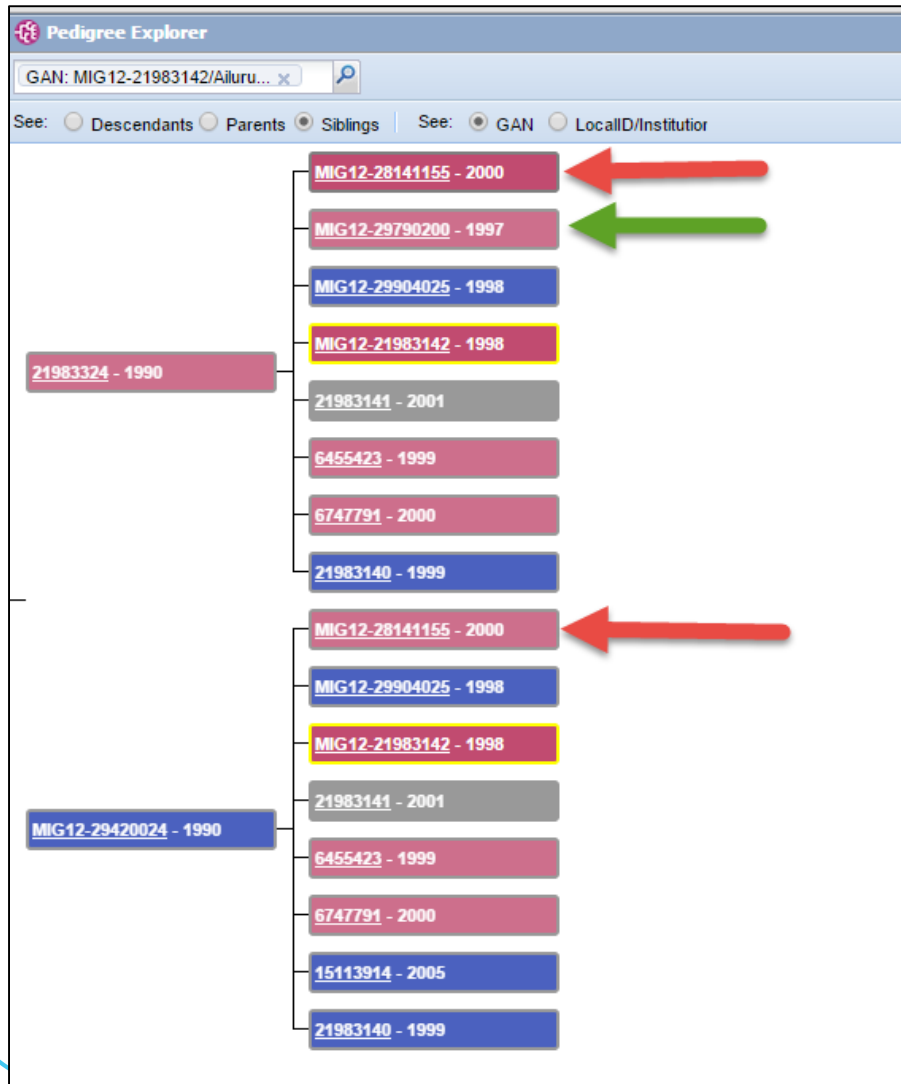 Pedigree Explorer
GAN: MIG12-21983142/Ailuru... x
See: Descendants Parents Siblings See: GAN LocalID/Institution
MIG12-28141155 - 2000
MIG12-29790200 - 1997
MIG12-29904025 - 1998
MIG12-21983142 - 1998
21983324 - 1990
21983141 - 2001
6455423 - 1999
6747791 - 2000
21983140 - 1999
MIG12-28141155 - 2000
MIG12-29904025 - 1998
MIG12-21983142 - 1998
21983141 - 2001
MIG12-29420024 - 1990
6455423 - 1999
6747791 - 2000
15113914 - 2005
21983140 - 1999